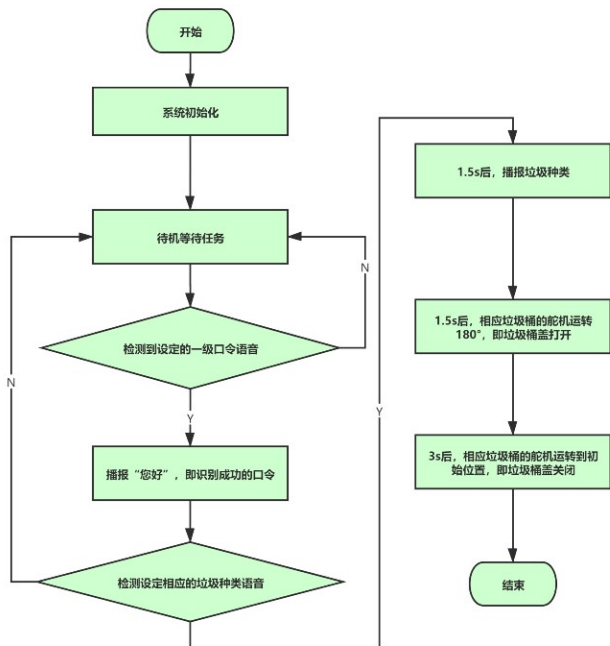 开始
系统初始化
待机等待任务
N
检测到设定的一级口令语音
Y
播报“您好”，即识别成功的口令
N
检测设定相应的垃圾种类语音
Y
1.5s后，播报垃圾种类
1.5s后，相应垃圾桶的舵机运转
180°，即垃圾桶盖打开
3s后，相应垃圾桶的舵机运转到初
始位置，即垃圾桶盖关闭
结束